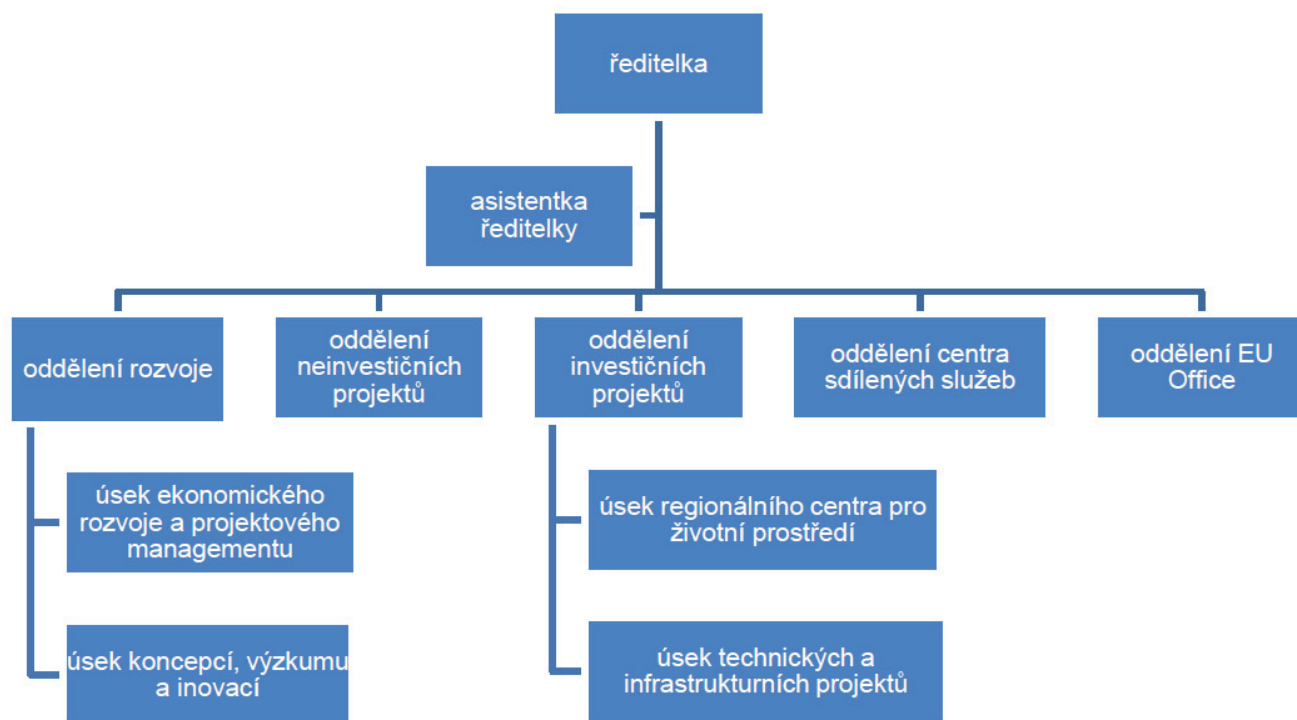 ředitelka
asistentka
ředitelky
oddělení rozvoje
oddělení
neinvestičních
projektů
oddělení
investičních
projektů
oddělení centra
sdílených služeb
oddělení EU
Office
úsek ekonomického
rozvoje a projektového
managementu
úsek koncepcí, výzkumu
a inovací
úsek regionálního centra pro
životní prostředí
úsek technických a
infrastrukturních projektů